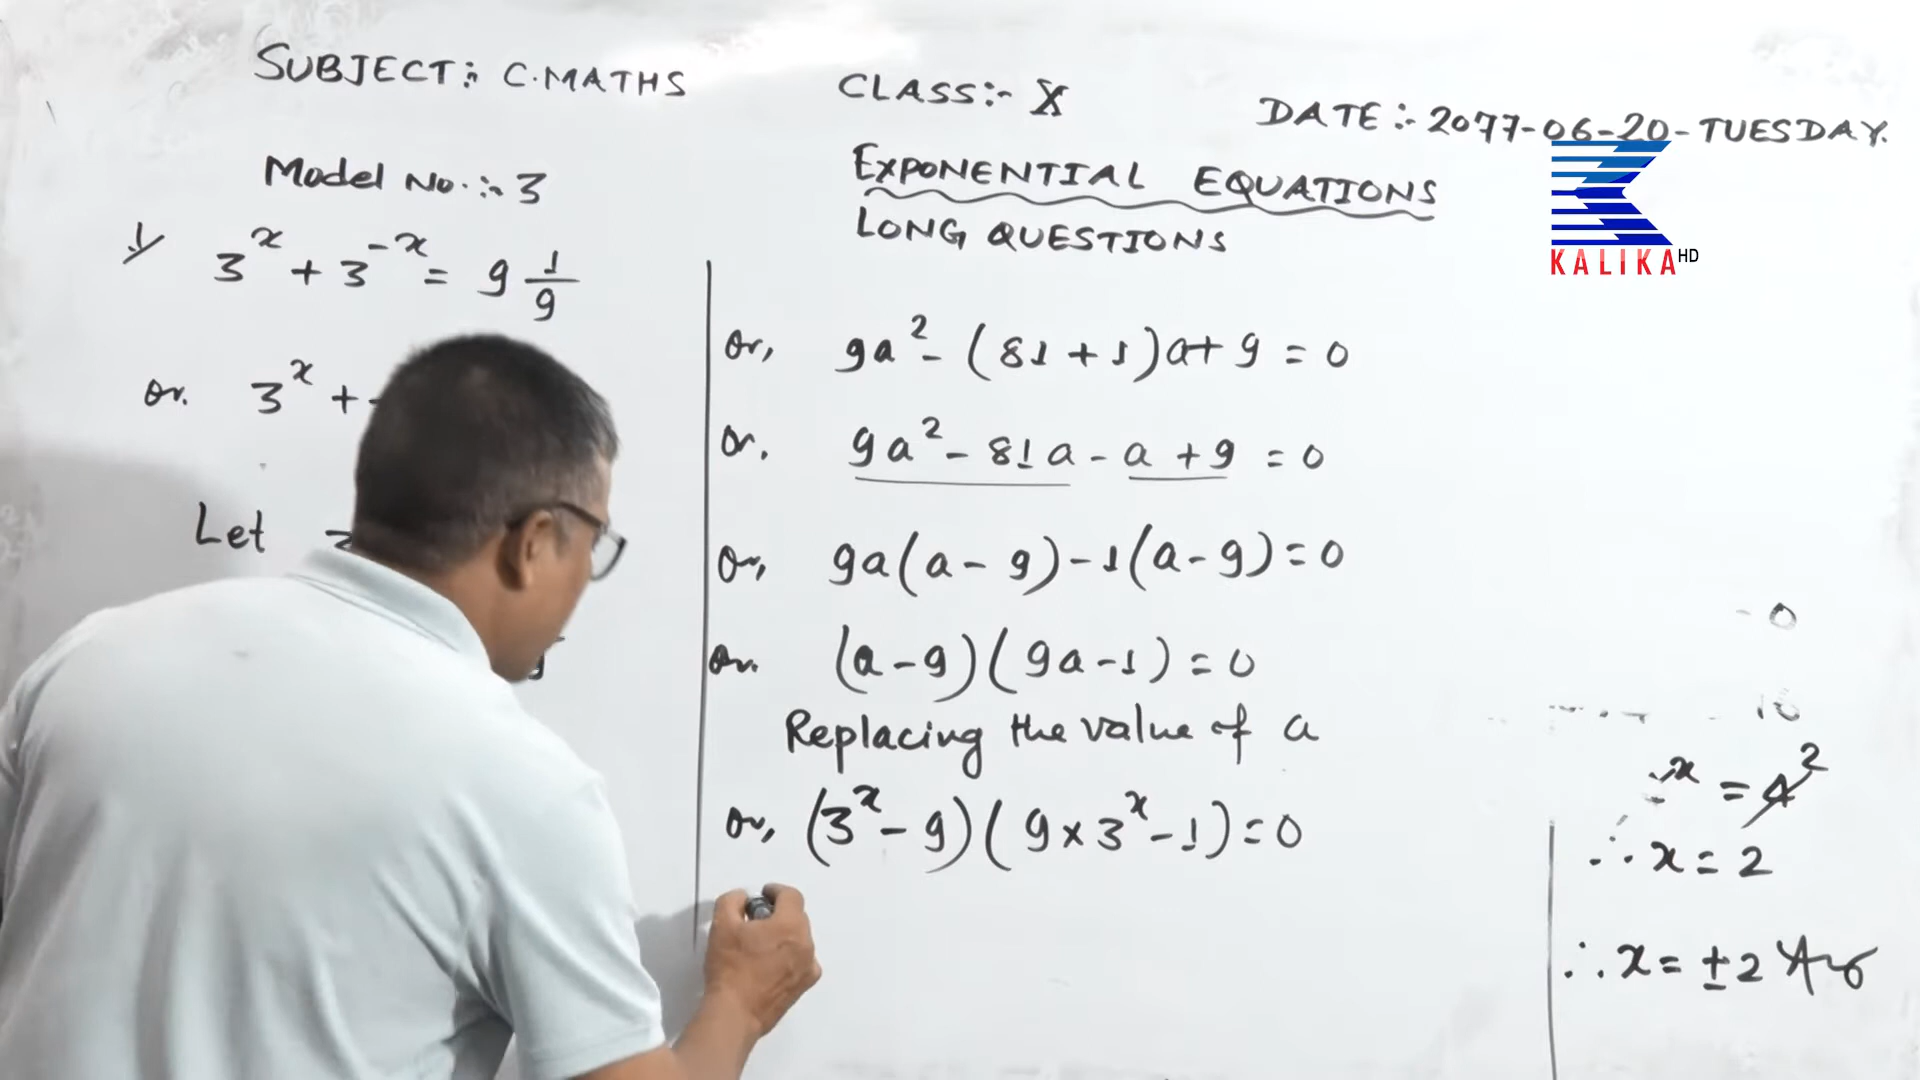 SUBJECT:- C.MATHS
CLASS:- X
DATE:- 2077-06-20-TUESDAY.
Model No.:- 3
EXPONENTIAL EQUATIONS
LONG QUESTIONS
KALIKA HD
1) 3^x + 3^-x = 9 1/9
or. 3^x +
Let
or, 9a² - (81+1)a + 9 = 0
or, 9a² - 81a - a + 9 = 0
or, 9a(a - 9) - 1(a - 9) = 0
or. (a - 9)(9a - 1) = 0
Replacing the value of a
or, (3^x - 9)(9 × 3^x - 1) = 0
∴ x = 2
∴ x = ±2